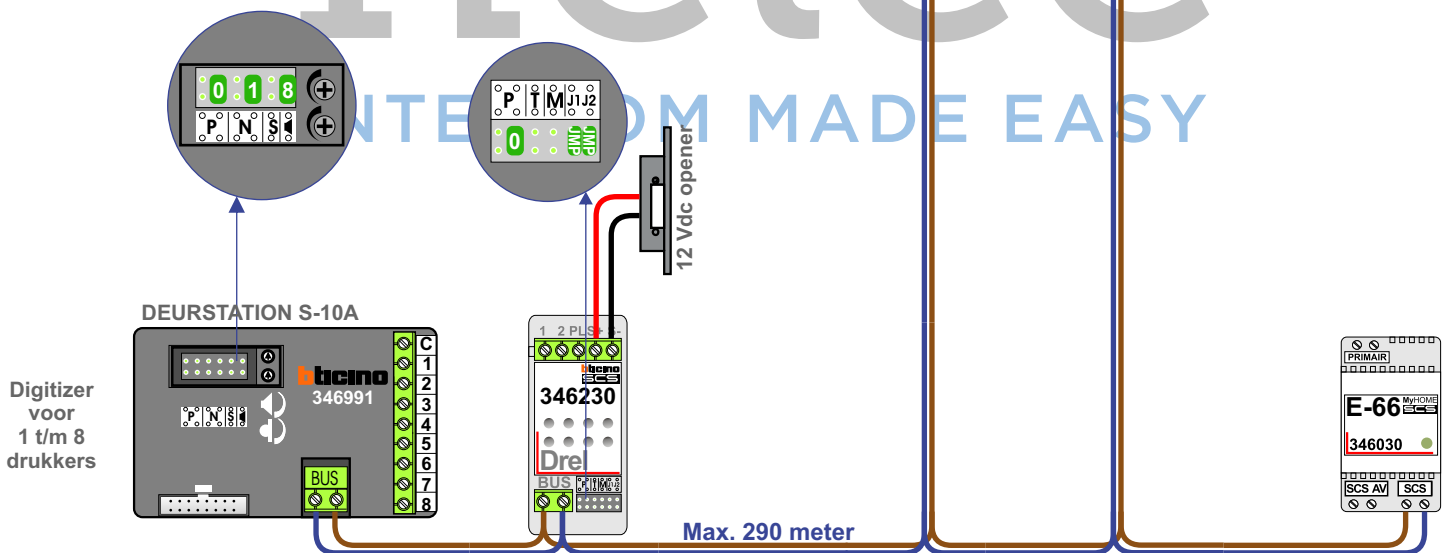 INTERCOM MADE EASY
0 1 8
P N S
P T M J1 J2
0 JMP JMP
12 Vdc opener
DEURSTATION S-10A
Digitizer
voor
1 t/m 8
drukkers
bticino
346991
P N S
BUS
C
1
2
3
4
5
6
7
8
1 2 PL S+ S-
bticino
SCS
346230
Drel
BUS
P T M J1 J2
Max. 290 meter
PRIMAIR
E-66 MyHOME
SCS
346030
SCS AV SCS